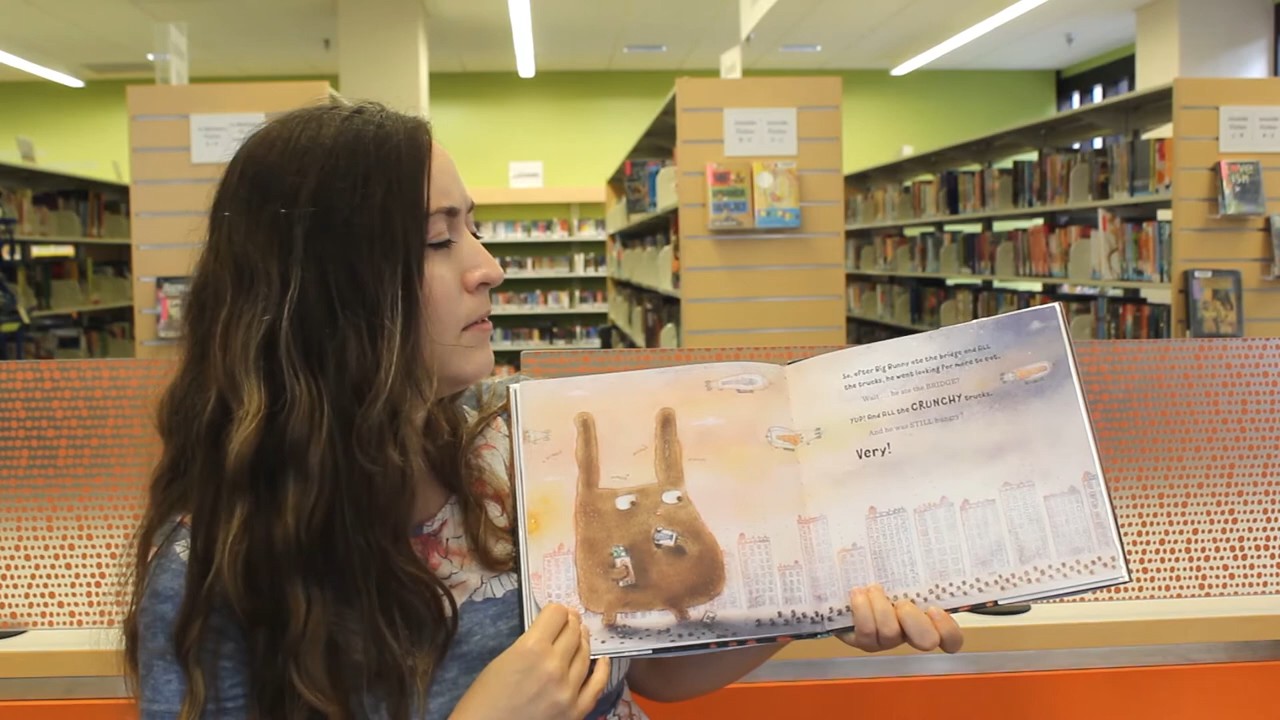 So, after Big Bunny ate the bridge and ALL
the trucks, he went looking for more to eat.
Wait . . . he ate the BRIDGE?
YUP! And ALL the CRUNCHY trucks.
And he was STILL hungry?
Very!